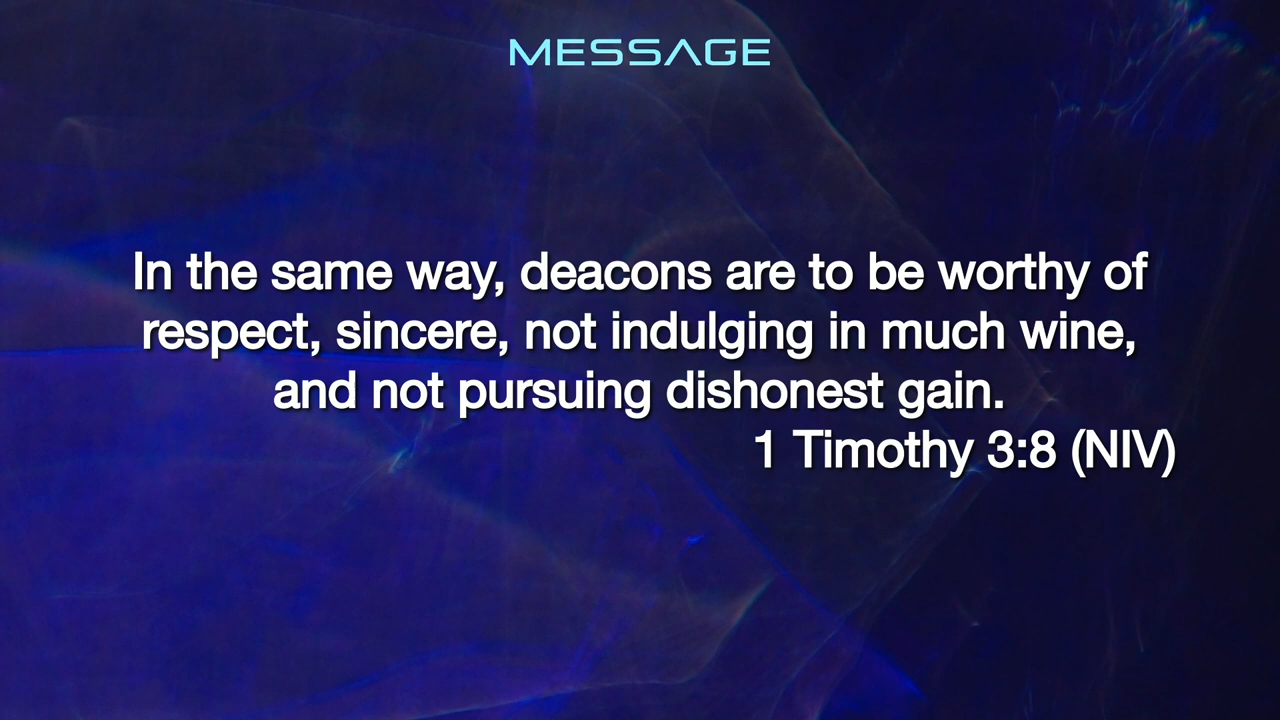 MESSAGE
In the same way, deacons are to be worthy of
respect, sincere, not indulging in much wine,
and not pursuing dishonest gain.
1 Timothy 3:8 (NIV)